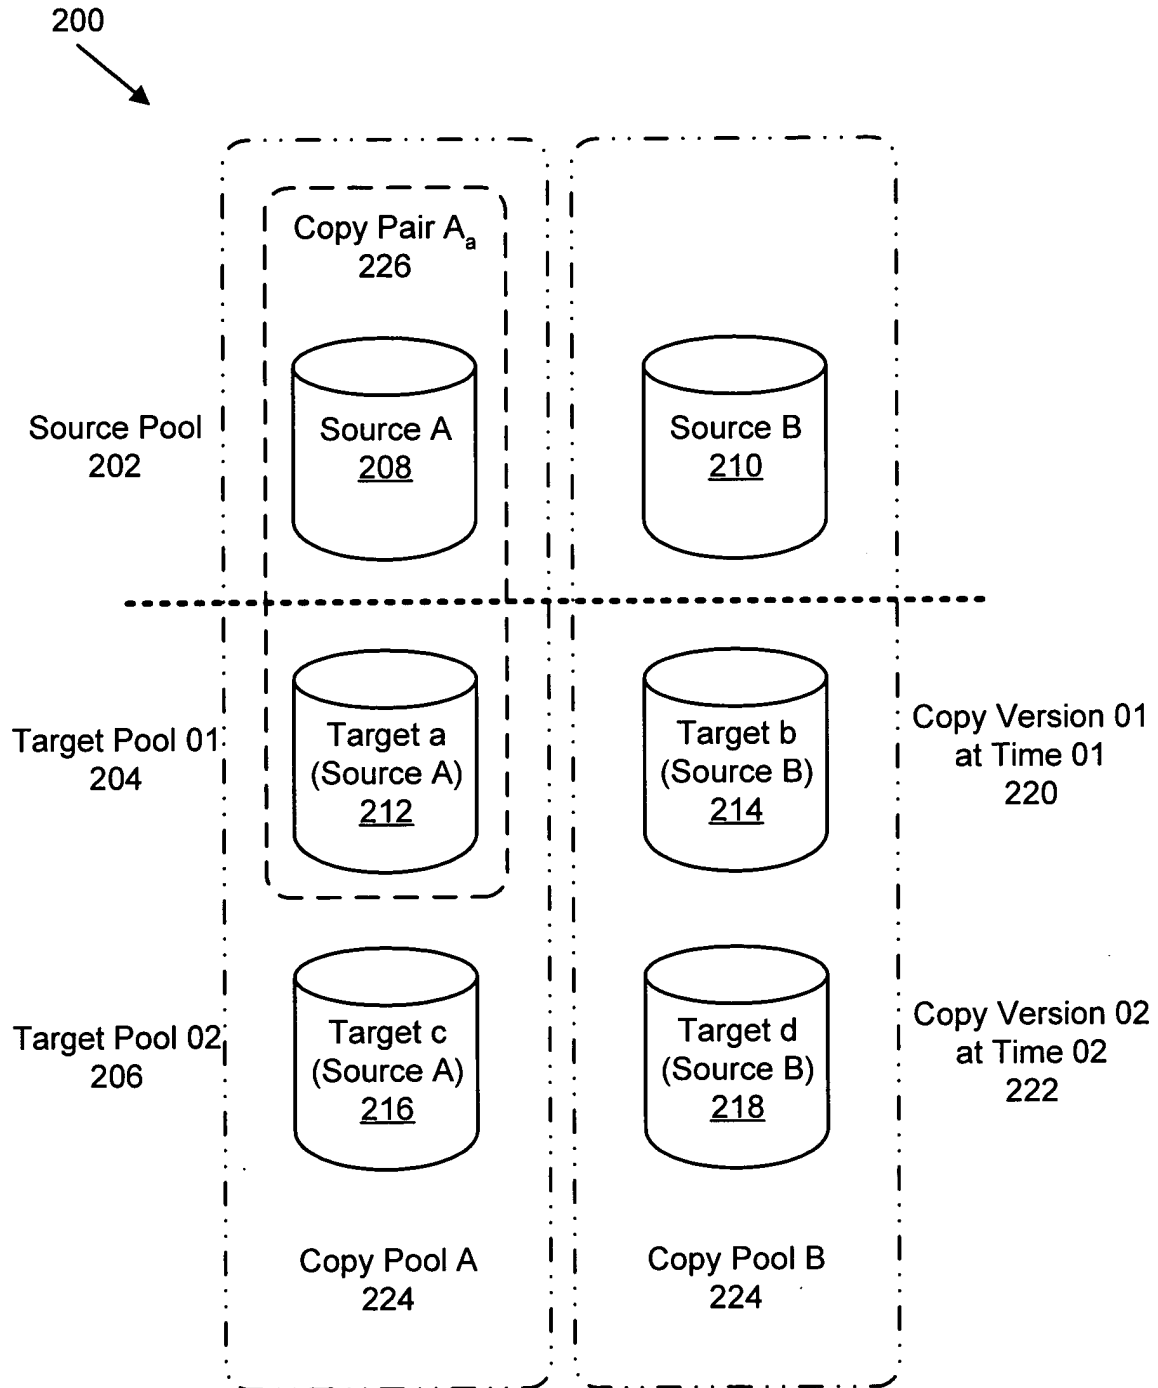 200
Copy Pair Aa
226
Source Pool
202
Source A
208
Source B
210
Target Pool 01
204
Target a
(Source A)
212
Target b
(Source B)
214
Copy Version 01
at Time 01
220
Target Pool 02
206
Target c
(Source A)
216
Target d
(Source B)
218
Copy Version 02
at Time 02
222
Copy Pool A
224
Copy Pool B
224